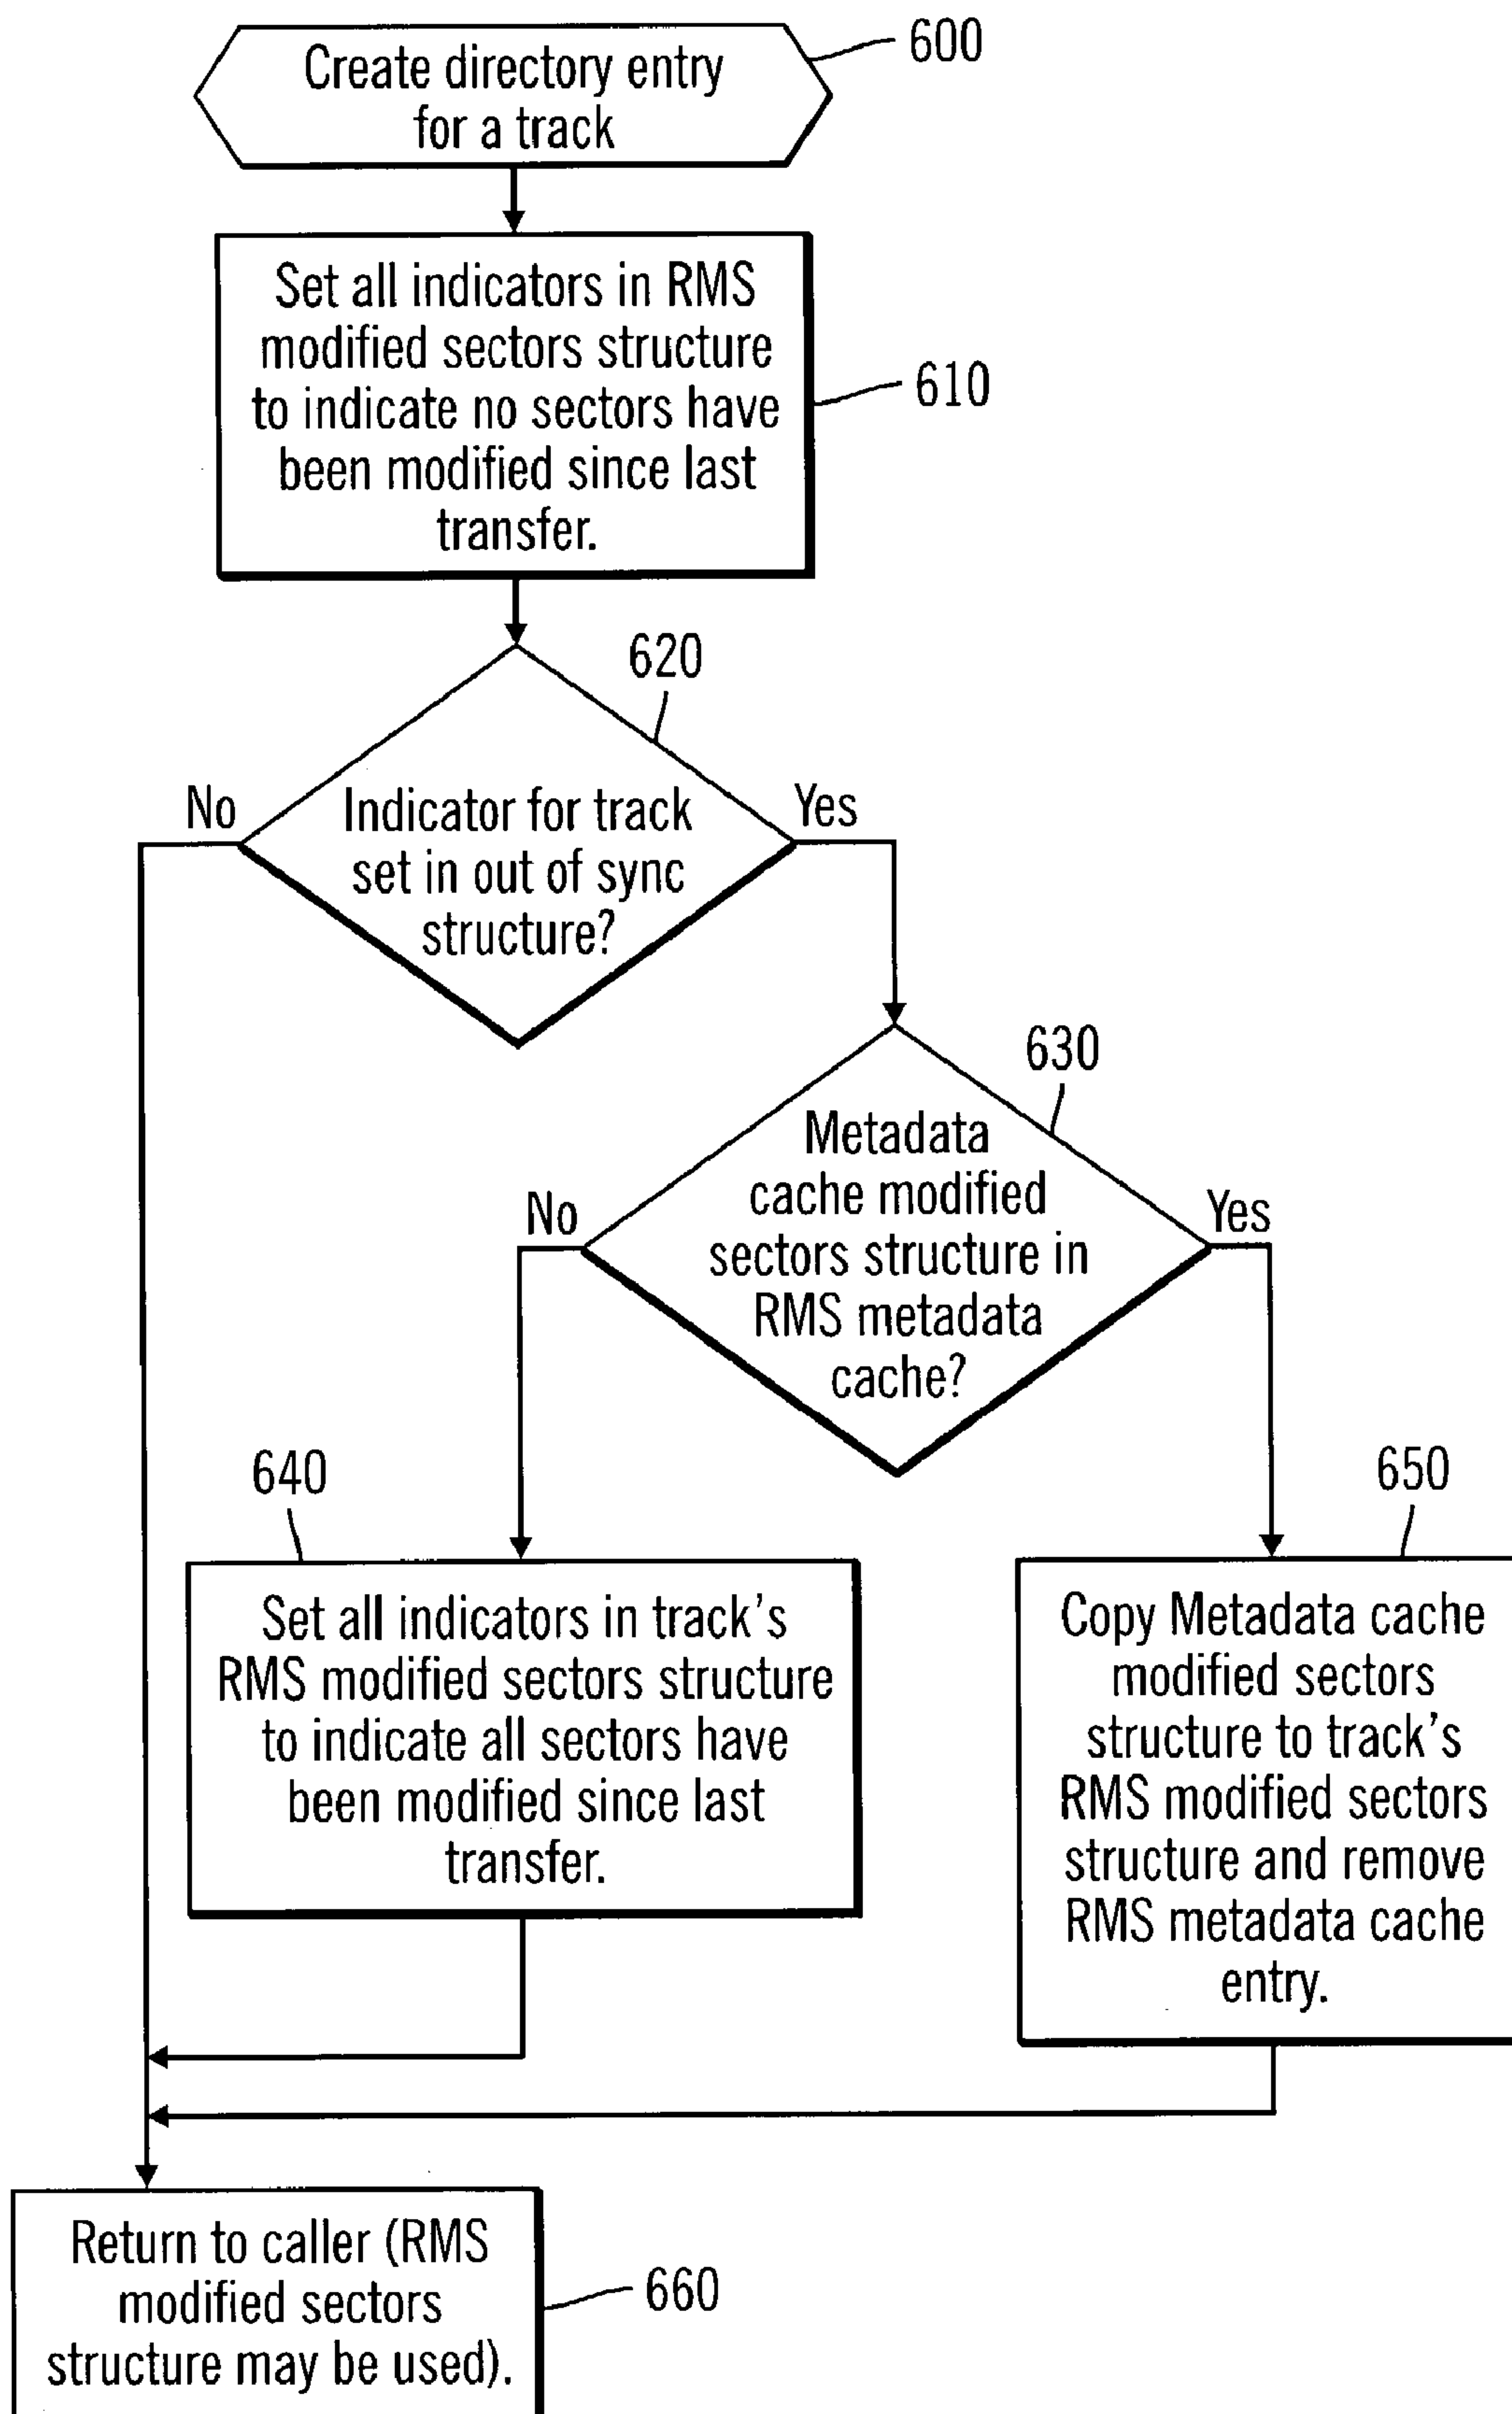 Create directory entry
for a track
600
Set all indicators in RMS
modified sectors structure
to indicate no sectors have
been modified since last
transfer.
610
620
No
Yes
Indicator for track
set in out of sync
structure?
630
Metadata
cache modified
sectors structure in
RMS metadata
cache?
No
Yes
640
Set all indicators in track's
RMS modified sectors structure
to indicate all sectors have
been modified since last
transfer.
650
Copy Metadata cache
modified sectors
structure to track's
RMS modified sectors
structure and remove
RMS metadata cache
entry.
Return to caller (RMS
modified sectors
structure may be used).
660